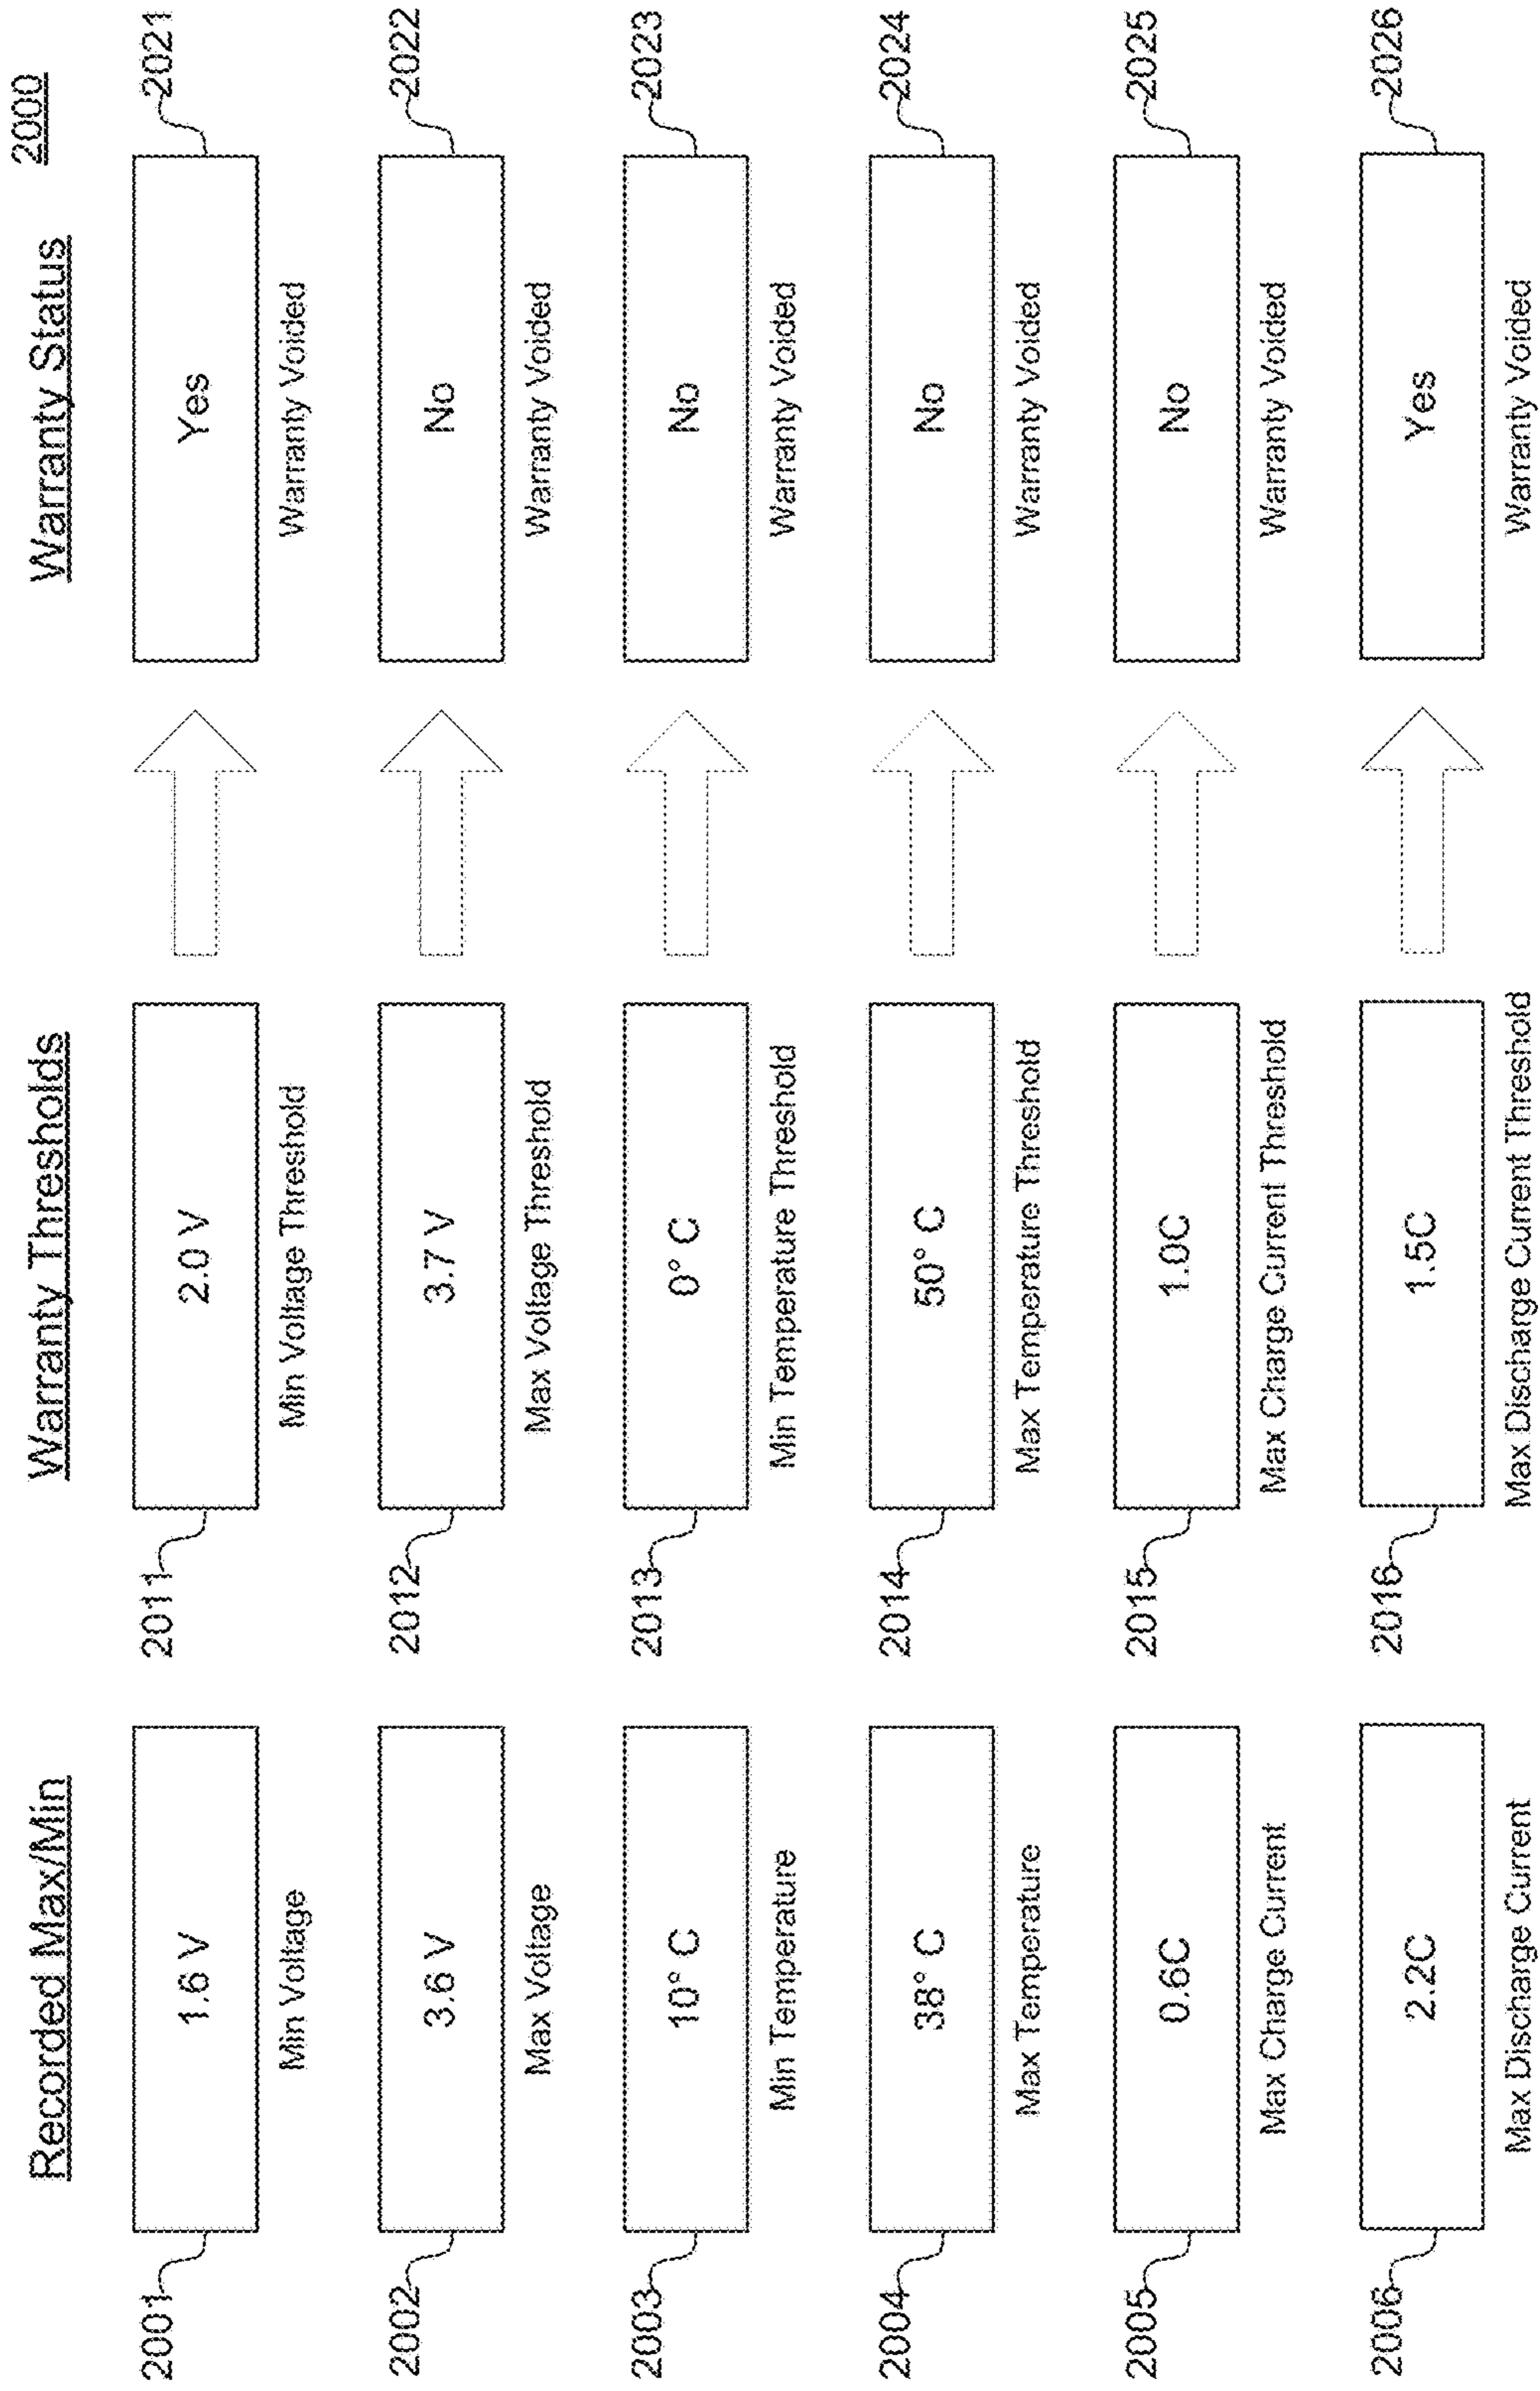 2000
Recorded Max/Min
Warranty Thresholds
Warranty Status
2001
1.6 V
Min Voltage
2011
2.0 V
Min Voltage Threshold
Yes
Warranty Voided
2021
2002
3.6 V
Max Voltage
2012
3.7 V
Max Voltage Threshold
No
Warranty Voided
2022
2003
10° C
Min Temperature
2013
0° C
Min Temperature Threshold
No
Warranty Voided
2023
2004
38° C
Max Temperature
2014
50° C
Max Temperature Threshold
No
Warranty Voided
2024
2005
0.6C
Max Charge Current
2015
1.0C
Max Charge Current Threshold
No
Warranty Voided
2025
2006
2.2C
Max Discharge Current
2016
1.5C
Max Discharge Current Threshold
Yes
Warranty Voided
2026